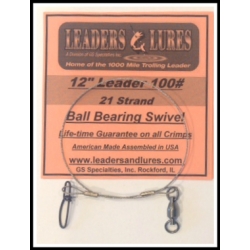 LEADERS & LURES
Home of the 1000 Mile Trolling Leader
12" Leader 100#
21 Strand
Ball Bearing Swivel
Life-time Guarantee on all Crimps
American Made Assembled in USA
www.leadersandlures.com
GS Specialties, Inc. Rockford, IL